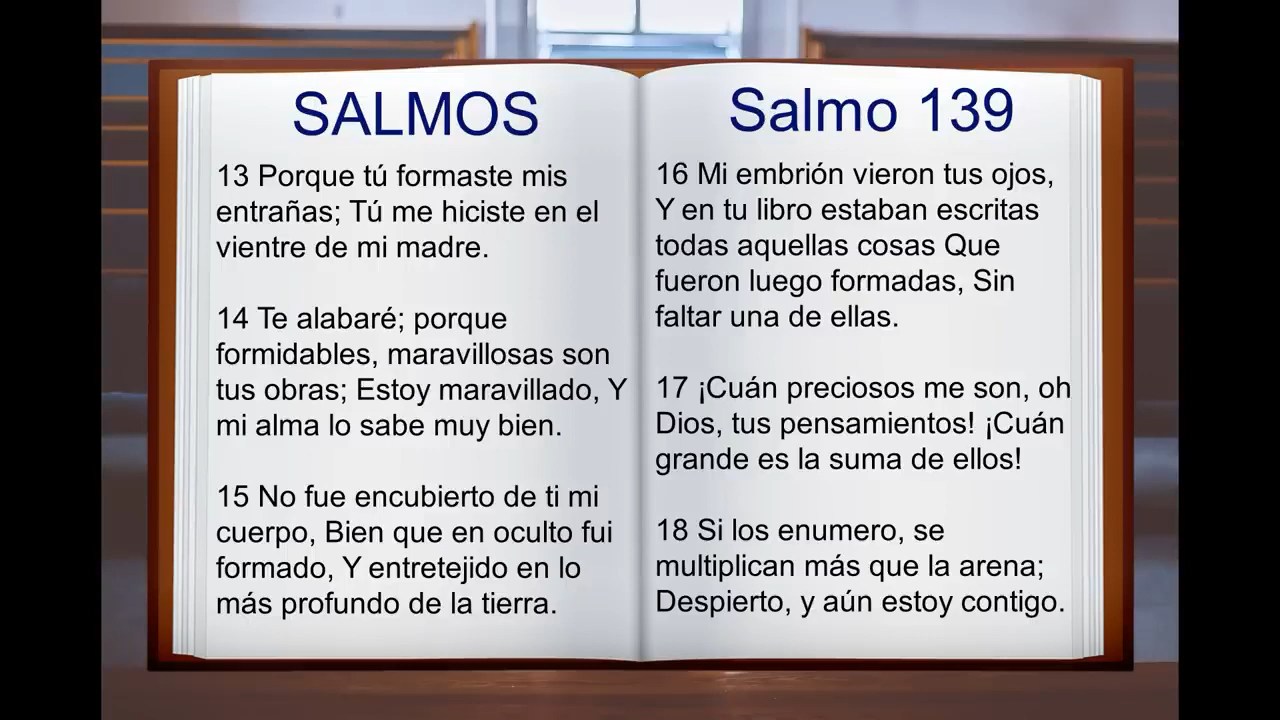 SALMOS
13 Porque tú formaste mis
entrañas; Tú me hiciste en el
vientre de mi madre.
14 Te alabaré; porque
formidables, maravillosas son
tus obras; Estoy maravillado, Y
mi alma lo sabe muy bien.
15 No fue encubierto de ti mi
cuerpo, Bien que en oculto fui
formado, Y entretejido en lo
más profundo de la tierra.
Salmo 139
16 Mi embrión vieron tus ojos,
Y en tu libro estaban escritas
todas aquellas cosas Que
fueron luego formadas, Sin
faltar una de ellas.
17 ¡Cuán preciosos me son, oh
Dios, tus pensamientos! ¡Cuán
grande es la suma de ellos!
18 Si los enumero, se
multiplican más que la arena;
Despierto, y aún estoy contigo.